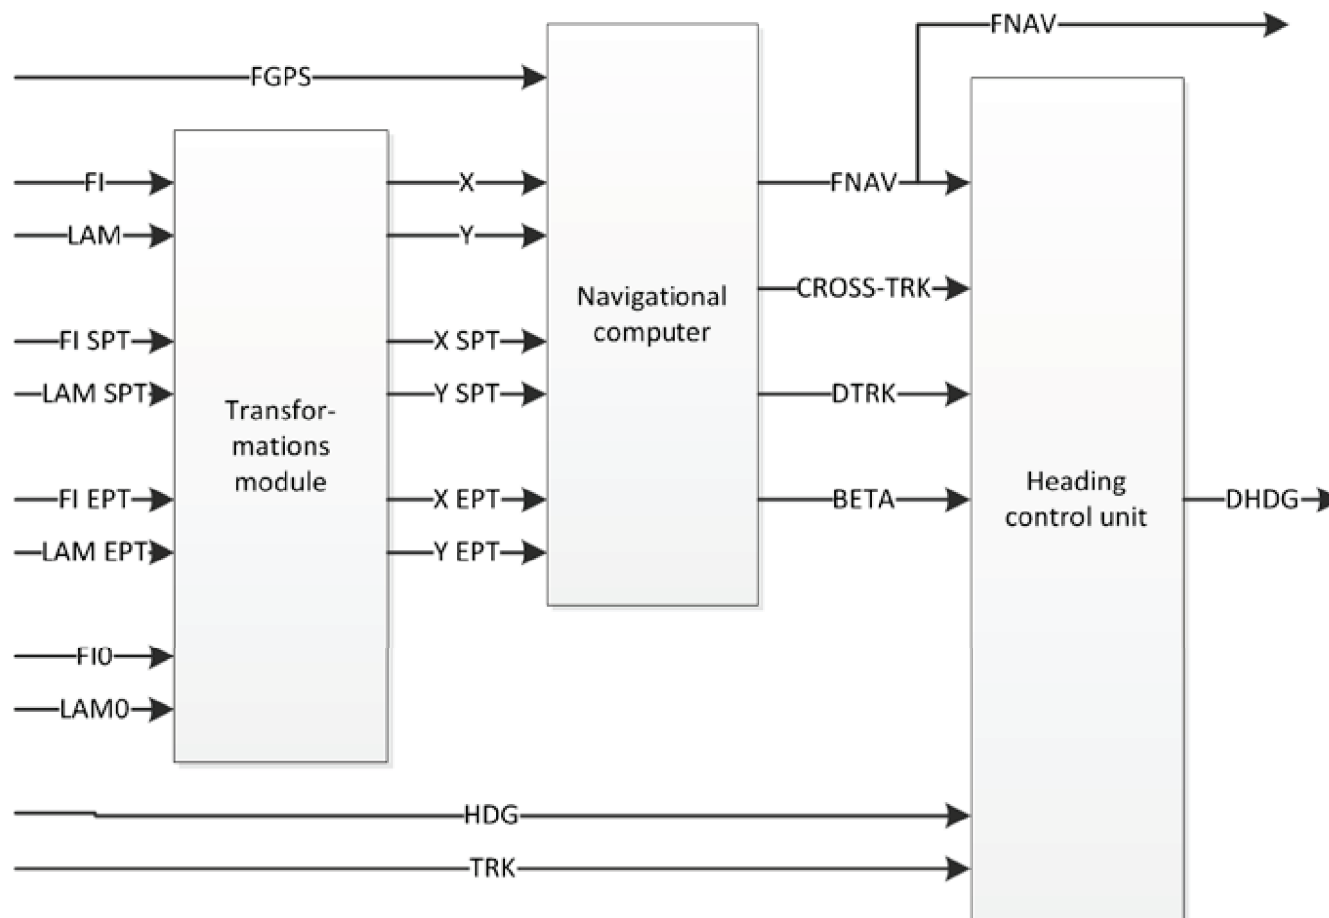 FNAV
FGPS
FI
X
FNAV
LAM
Y
CROSS-TRK
Navigational
computer
FI SPT
X SPT
LAM SPT
Y SPT
DTRK
Transfor-
mations
module
FI EPT
X EPT
BETA
Heading
control unit
DHDG
LAM EPT
Y EPT
FI0
LAM0
HDG
TRK